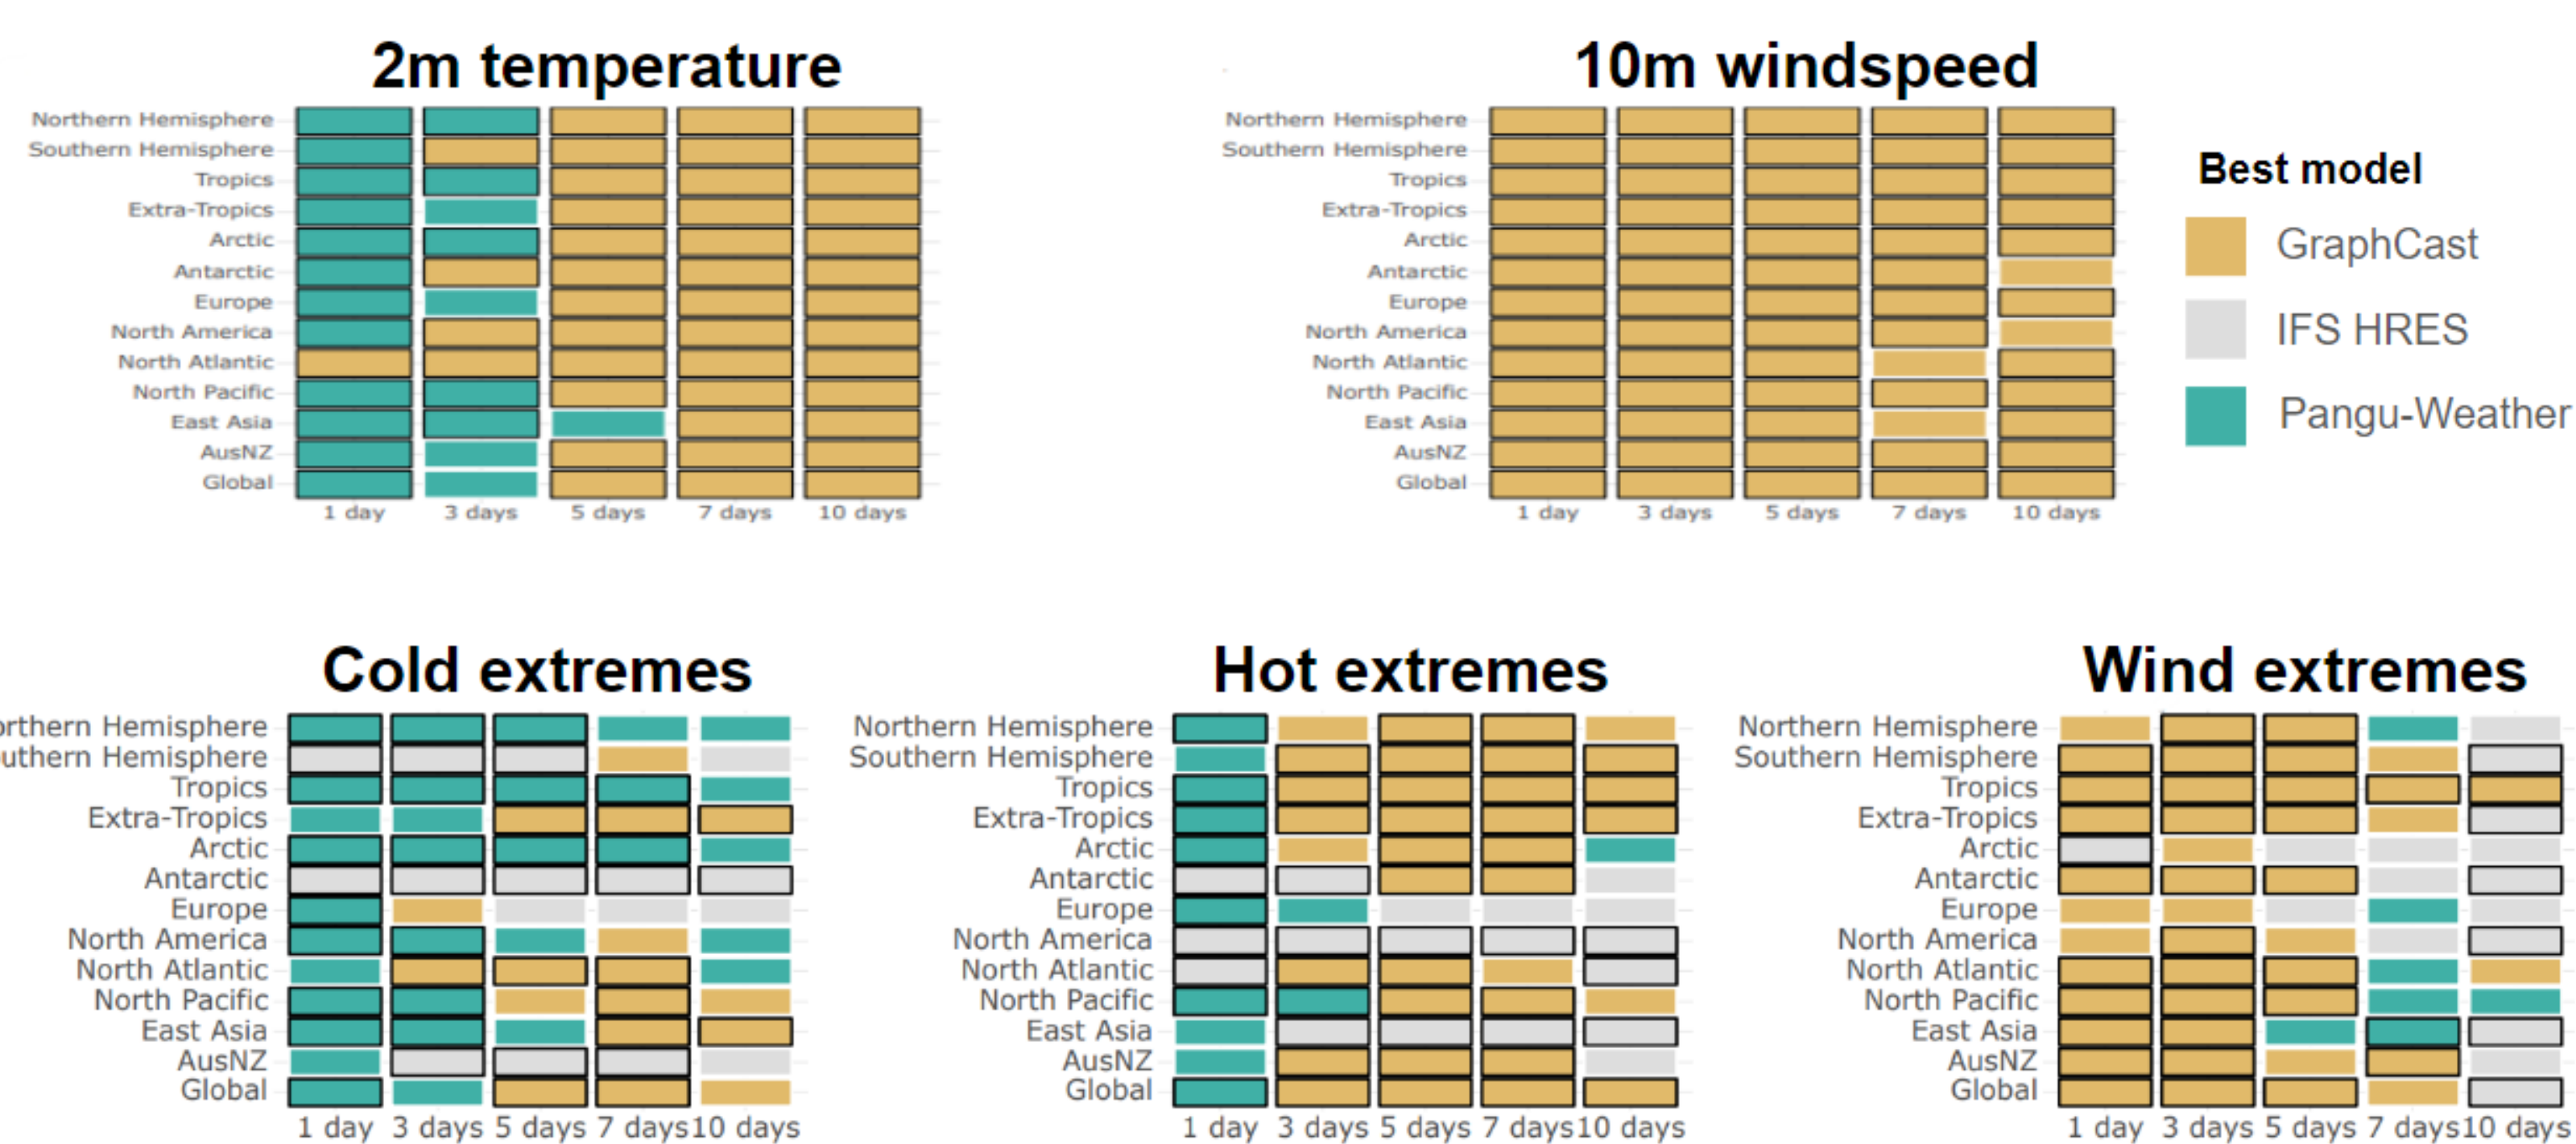 2m temperature
Northern Hemisphere
Southern Hemisphere
Tropics
Extra-Tropics
Arctic
Antarctic
Europe
North America
North Atlantic
North Pacific
East Asia
AusNZ
Global
1 day 3 days 5 days 7 days 10 days
10m windspeed
Northern Hemisphere
Southern Hemisphere
Tropics
Extra-Tropics
Arctic
Antarctic
Europe
North America
North Atlantic
North Pacific
East Asia
AusNZ
Global
1 day 3 days 5 days 7 days 10 days
Best model
GraphCast
IFS HRES
Pangu-Weather
Cold extremes
orthern Hemisphere
uthern Hemisphere
Tropics
Extra-Tropics
Arctic
Antarctic
Europe
North America
North Atlantic
North Pacific
East Asia
AusNZ
Global
1 day 3 days 5 days 7 days 10 days
Hot extremes
Northern Hemisphere
Southern Hemisphere
Tropics
Extra-Tropics
Arctic
Antarctic
Europe
North America
North Atlantic
North Pacific
East Asia
AusNZ
Global
1 day 3 days 5 days 7 days 10 days
Wind extremes
Northern Hemisphere
Southern Hemisphere
Tropics
Extra-Tropics
Arctic
Antarctic
Europe
North America
North Atlantic
North Pacific
East Asia
AusNZ
Global
1 day 3 days 5 days 7 days 10 days